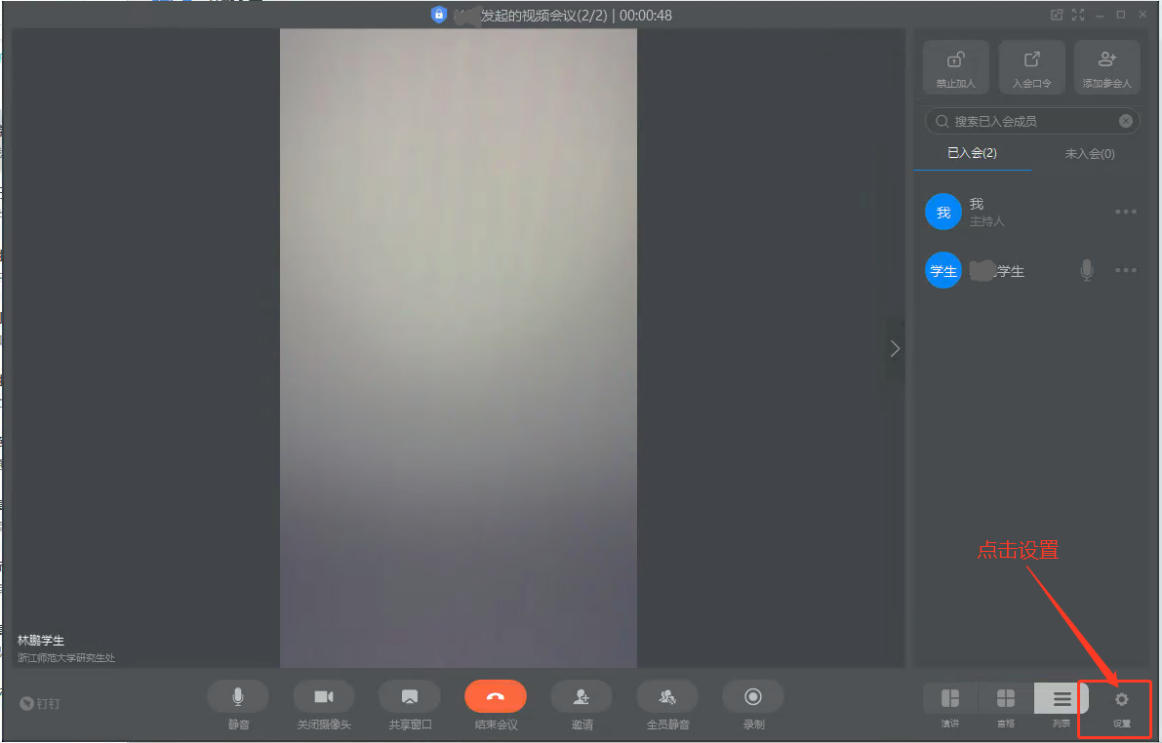 发起的视频会议(2/2) | 00:00:48
禁止加入
入会口令
添加参会人
搜索已入会成员
已入会(2)
未入会(0)
我
我
主持人
学生
学生
点击设置
林鹏学生
浙江师范大学研究生处
钉钉
静音
关闭摄像头
共享窗口
结束会议
邀请
全员静音
录制
演讲
宫格
列表
设置